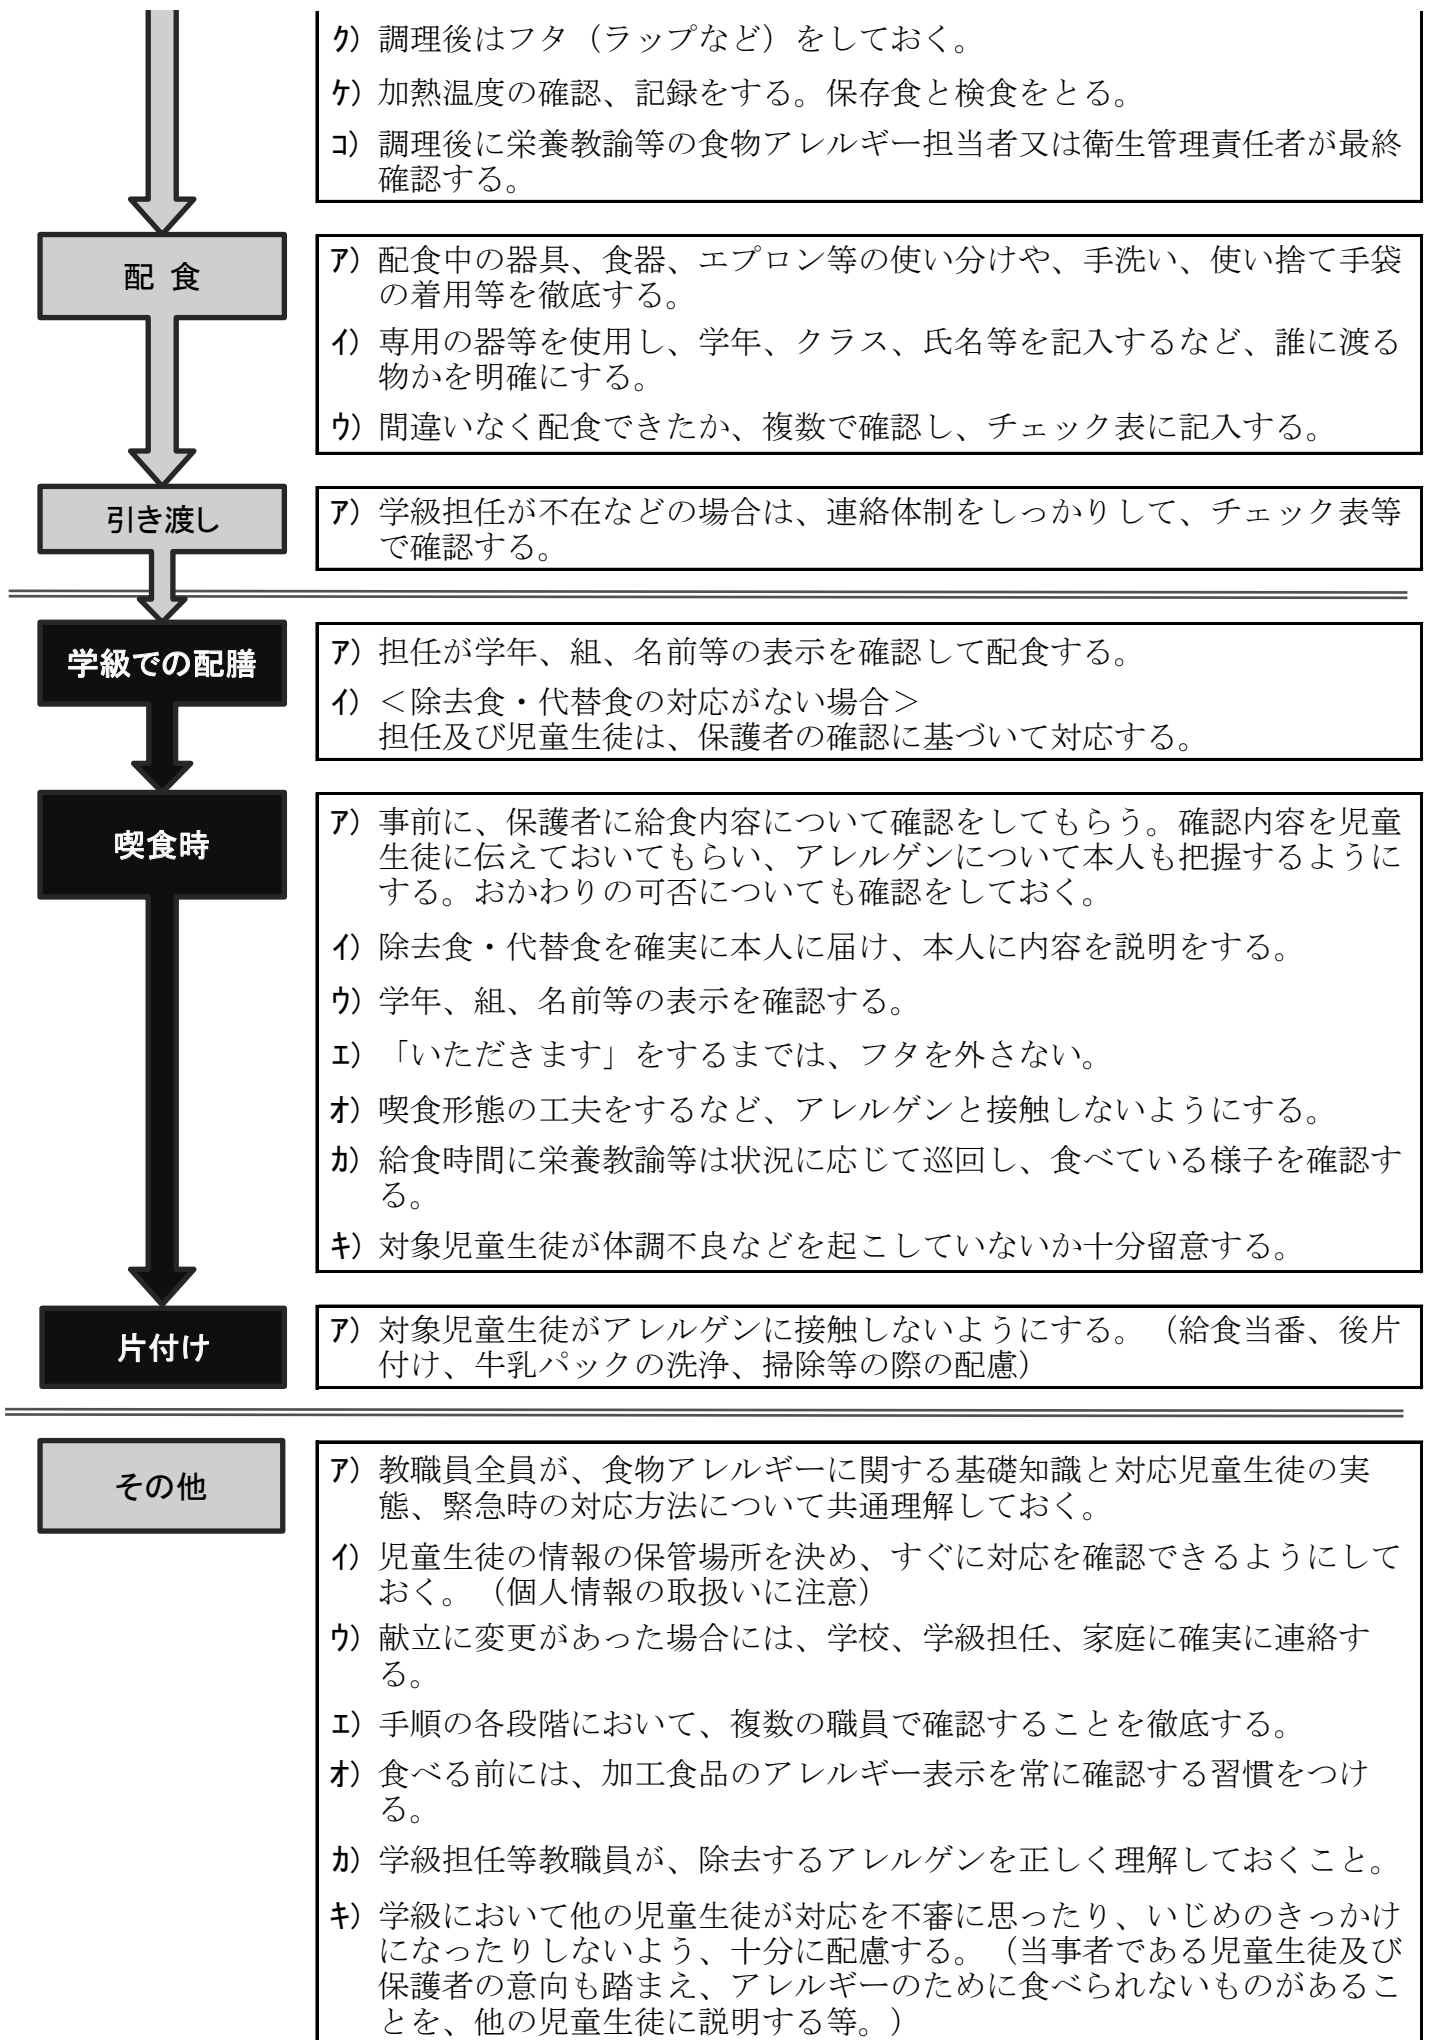 ク）調理後はフタ（ラップなど）をしておく。
ケ）加熱温度の確認、記録をする。保存食と検食をとる。
コ）調理後に栄養教諭等の食物アレルギー担当者又は衛生管理責任者が最終
確認する。
配 食
ア）配食中の器具、食器、エプロン等の使い分けや、手洗い、使い捨て手袋
の着用等を徹底する。
イ）専用の器等を使用し、学年、クラス、氏名等を記入するなど、誰に渡る
物かを明確にする。
ウ）間違いなく配食できたか、複数で確認し、チェック表に記入する。
引き渡し
ア）学級担任が不在などの場合は、連絡体制をしっかりして、チェック表等
で確認する。
学級での配膳
ア）担任が学年、組、名前等の表示を確認して配食する。
イ）＜除去食・代替食の対応がない場合＞
担任及び児童生徒は、保護者の確認に基づいて対応する。
喫食時
ア）事前に、保護者に給食内容について確認をしてもらう。確認内容を児童
生徒に伝えておいてもらい、アレルゲンについて本人も把握するように
する。おかわりの可否についても確認をしておく。
イ）除去食・代替食を確実に本人に届け、本人に内容を説明をする。
ウ）学年、組、名前等の表示を確認する。
エ）「いただきます」をするまでは、フタを外さない。
オ）喫食形態の工夫をするなど、アレルゲンと接触しないようにする。
カ）給食時間に栄養教諭等は状況に応じて巡回し、食べている様子を確認す
る。
キ）対象児童生徒が体調不良などを起こしていないか十分留意する。
片付け
ア）対象児童生徒がアレルゲンに接触しないようにする。（給食当番、後片
付け、牛乳パックの洗浄、掃除等の際の配慮）
その他
ア）教職員全員が、食物アレルギーに関する基礎知識と対応児童生徒の実
態、緊急時の対応方法について共通理解しておく。
イ）児童生徒の情報の保管場所を決め、すぐに対応を確認できるようにして
おく。（個人情報の取扱いに注意）
ウ）献立に変更があった場合には、学校、学級担任、家庭に確実に連絡す
る。
エ）手順の各段階において、複数の職員で確認することを徹底する。
オ）食べる前には、加工食品のアレルギー表示を常に確認する習慣をつけ
る。
カ）学級担任等教職員が、除去するアレルゲンを正しく理解しておくこと。
キ）学級において他の児童生徒が対応を不審に思ったり、いじめのきっかけ
になったりしないよう、十分に配慮する。（当事者である児童生徒及び
保護者の意向も踏まえ、アレルギーのために食べられないものがあるこ
とを、他の児童生徒に説明する等。）